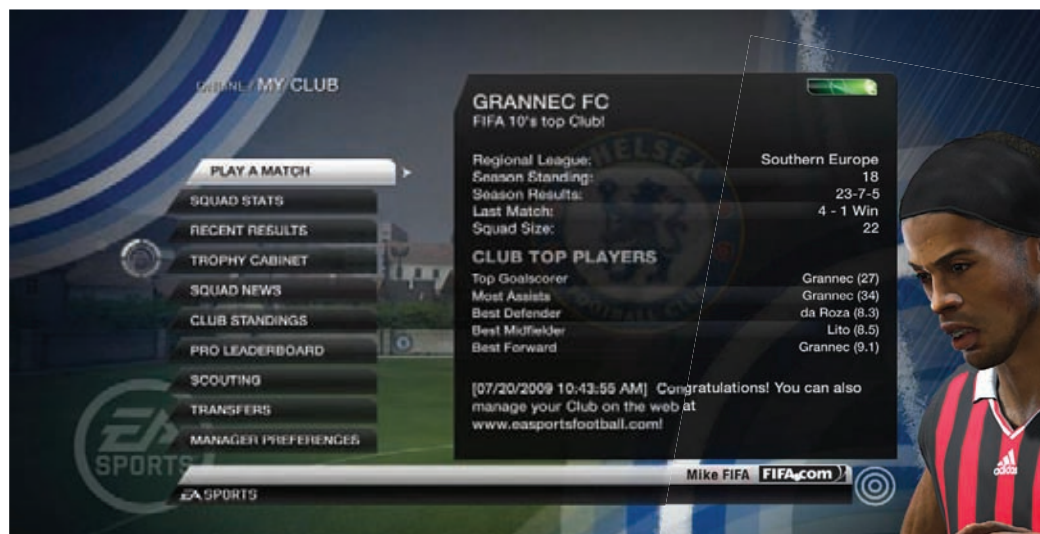 ONLINE / MY CLUB
PLAY A MATCH
SQUAD STATS
RECENT RESULTS
TROPHY CABINET
SQUAD NEWS
CLUB STANDINGS
PRO LEADERBOARD
SCOUTING
TRANSFERS
MANAGER PREFERENCES
GRANNEC FC
FIFA 10's top Club!
Regional League: Southern Europe
Season Standing: 18
Season Results: 23-7-5
Last Match: 4 - 1 Win
Squad Size: 22
CLUB TOP PLAYERS
Top Goalscorer Grannec (27)
Most Assists Grannec (34)
Best Defender da Roza (8.3)
Best Midfielder Lito (8.5)
Best Forward Grannec (9.1)
[07/20/2009 10:43:55 AM] Congratulations! You can also
manage your Club on the web at
www.easportsfootball.com!
CHELSEA
FOOTBALL CLUB
EA
SPORTS
Mike FIFA FIFA.com
EA SPORTS
adidas